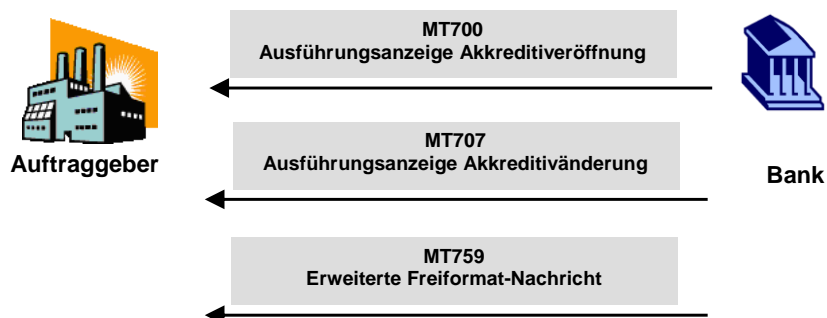 MT700
Ausführungsanzeige Akkreditiveröffnung
MT707
Ausführungsanzeige Akkreditivänderung
Auftraggeber
Bank
MT759
Erweiterte Freiformat-Nachricht